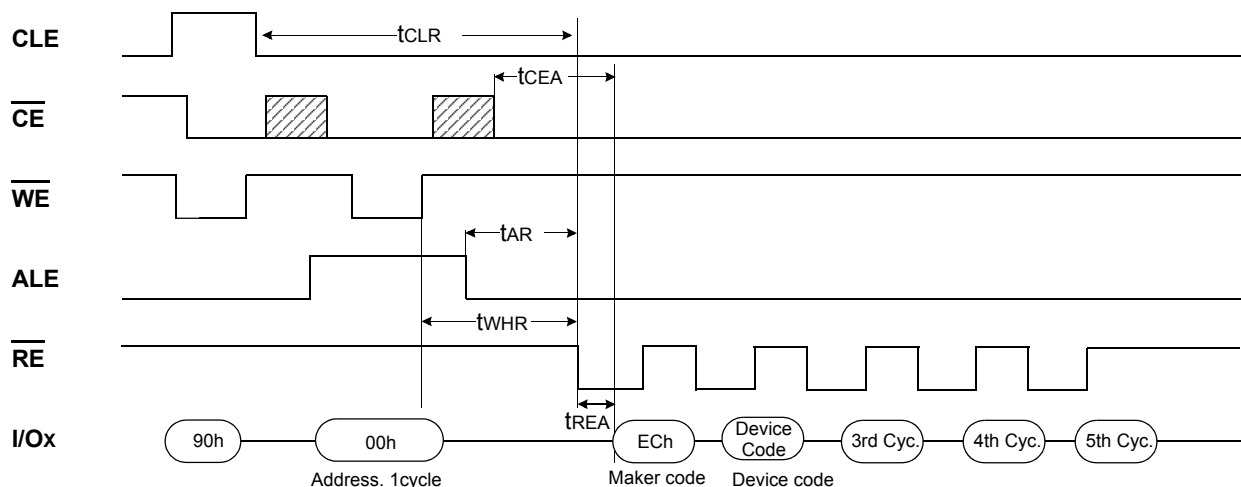 CLE
tCLR
tCEA
CE
WE
tAR
ALE
tWHR
RE
tREA
I/Ox
90h
00h
ECh
Device
Code
3rd Cyc.
4th Cyc.
5th Cyc.
Address. 1cycle
Maker code
Device code